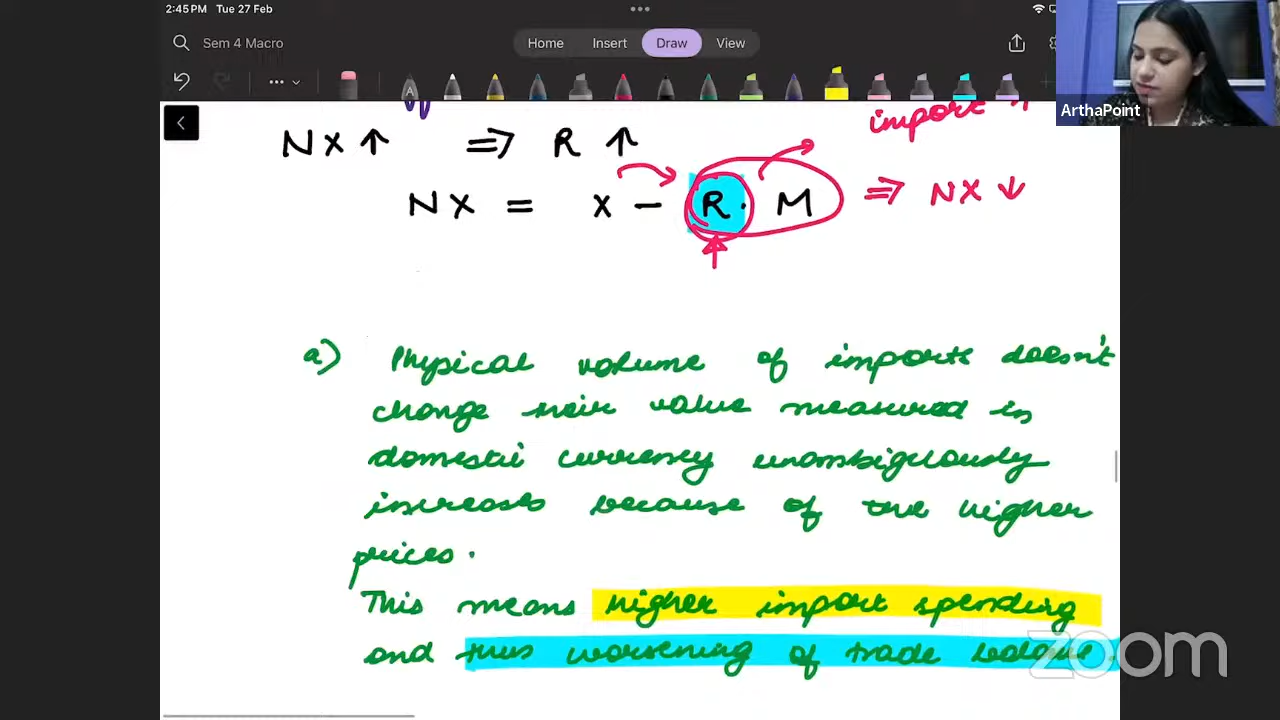 2:45 PM Tue 27 Feb
Sem 4 Macro
Home Insert Draw View
A
ArthaPoint
import ↑
NX ↑ ⇒ R ↑
NX = X - R · M ⇒ NX ↓
a) Physical volume of imports doesn't
change their value measured in
domestic currency unambiguously
increases because of the higher
prices.
This means higher import spending
and thus worsening of trade balance.
zoom